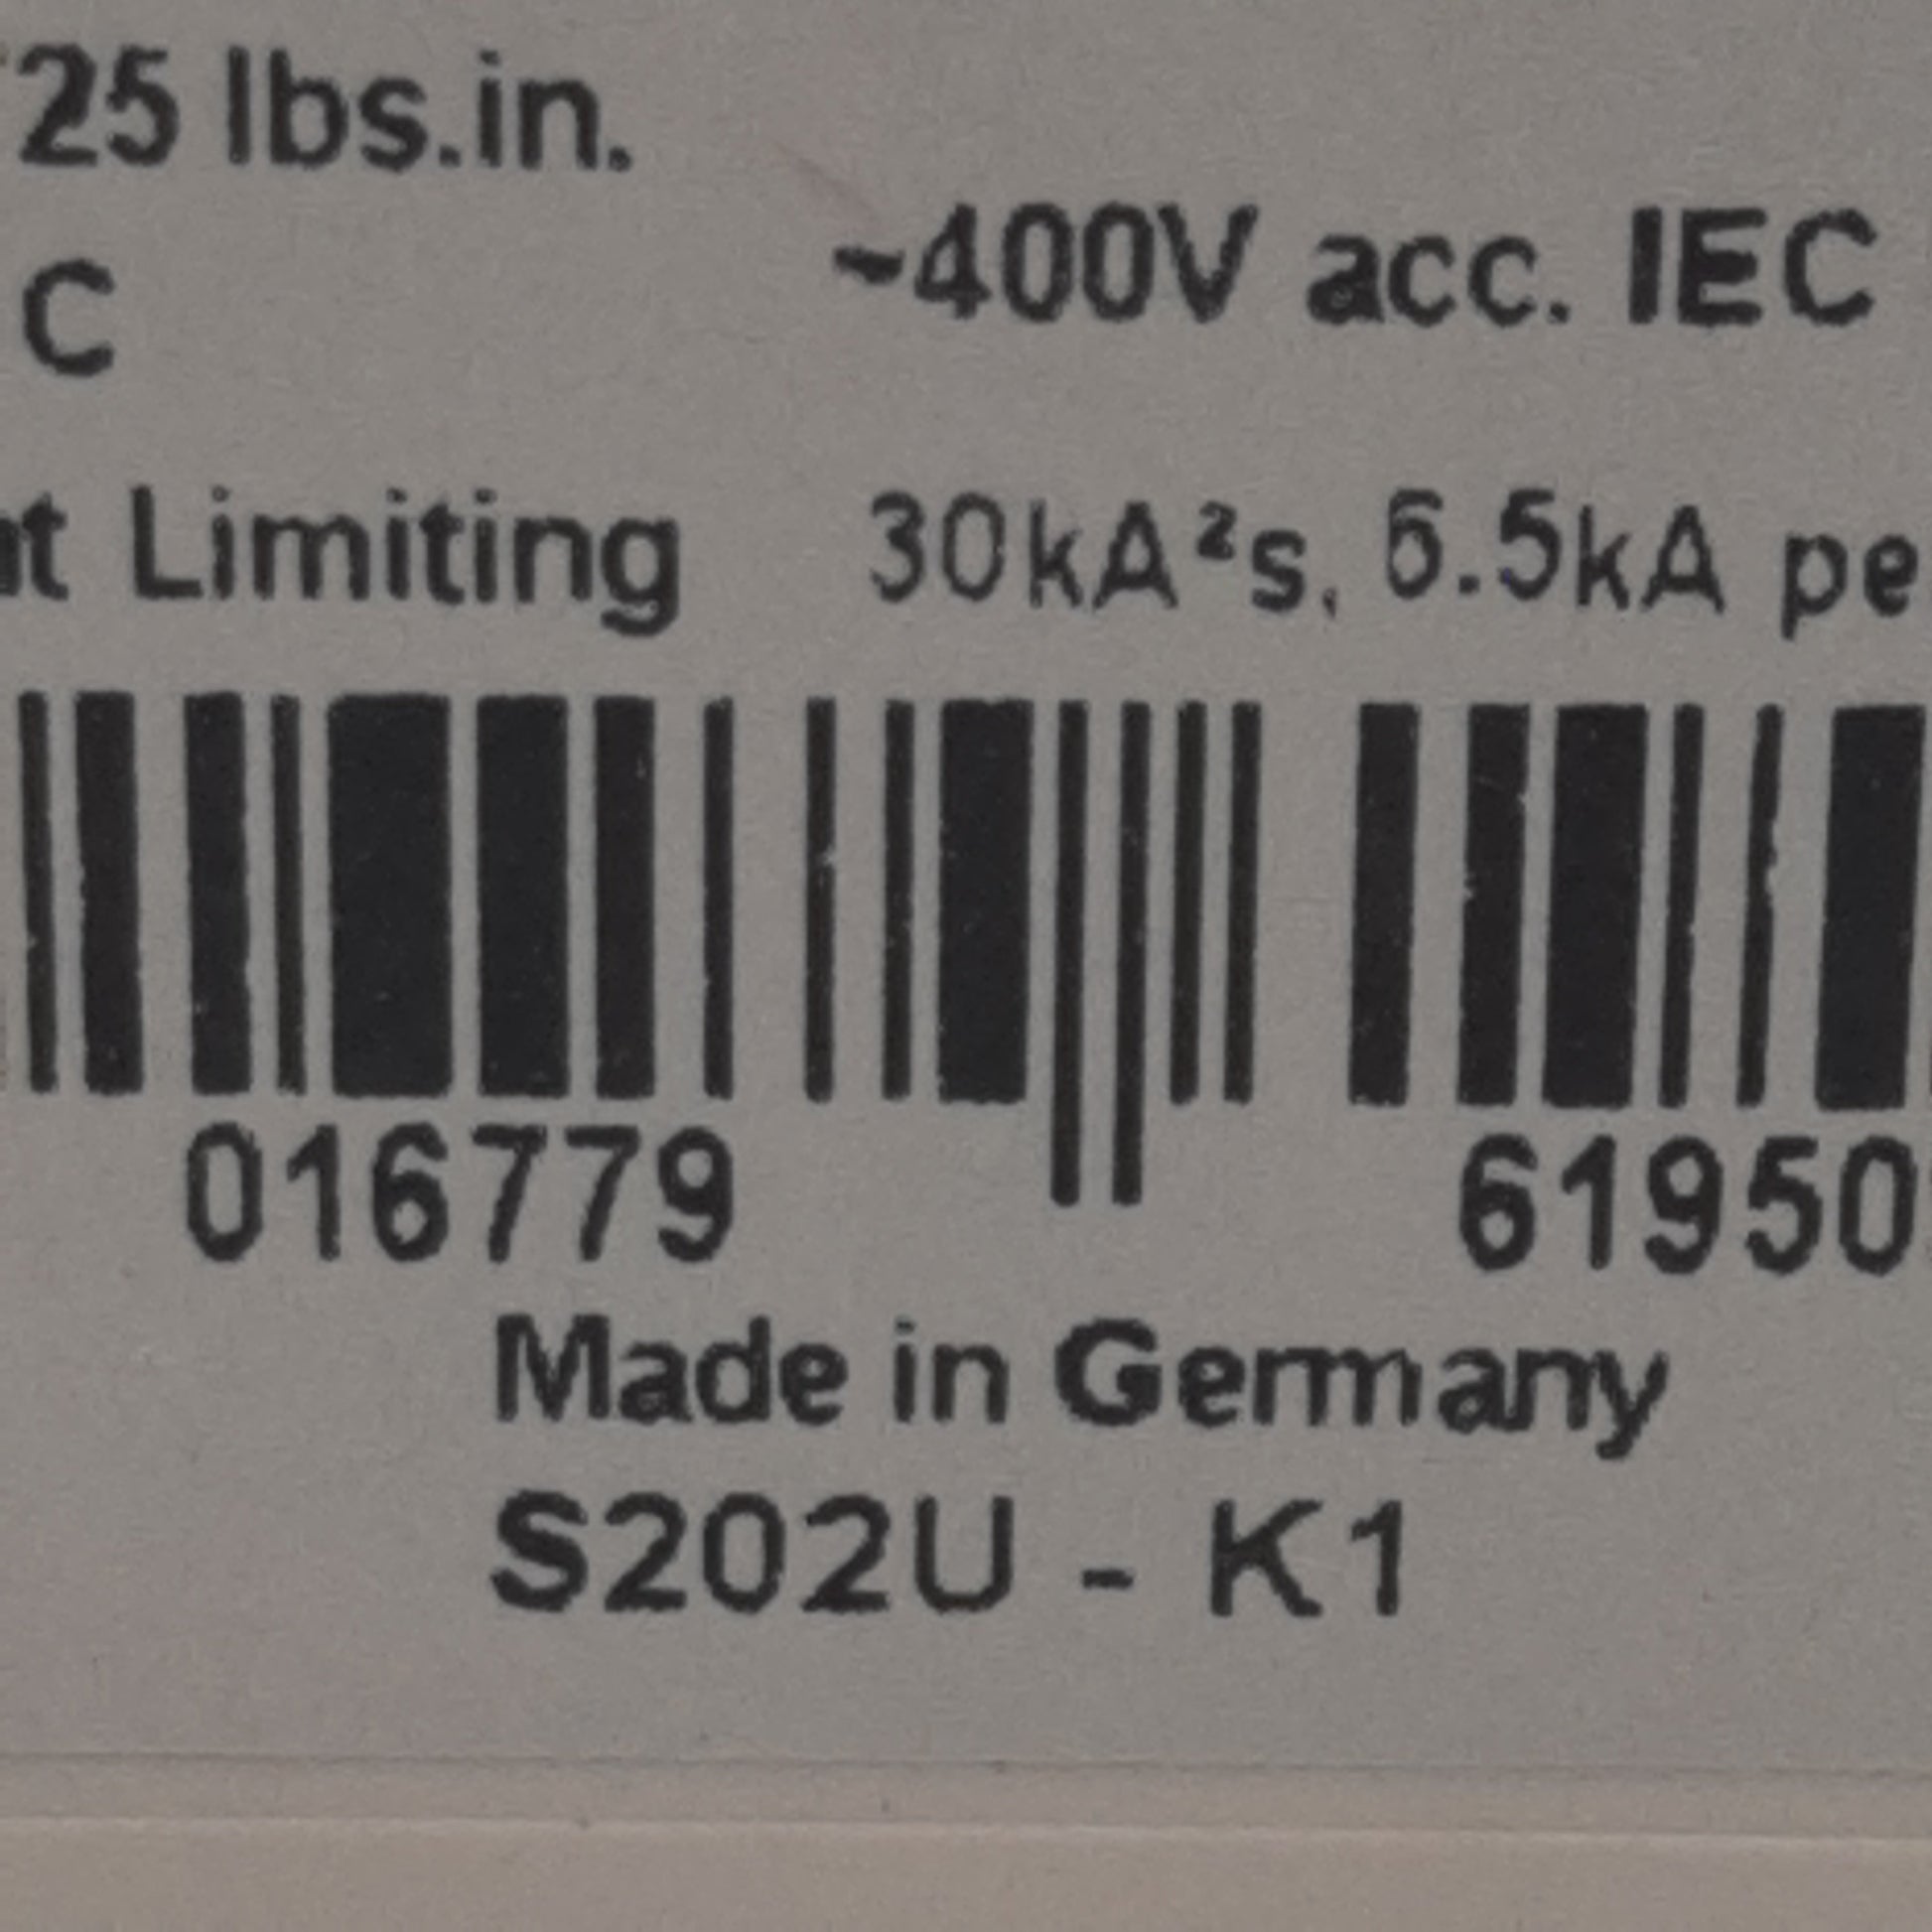 25 lbs.in.
~400V acc. IEC
C
t Limiting 30kA²s, 6.5kA pe
016779 61950
Made in Germany
S202U - K1